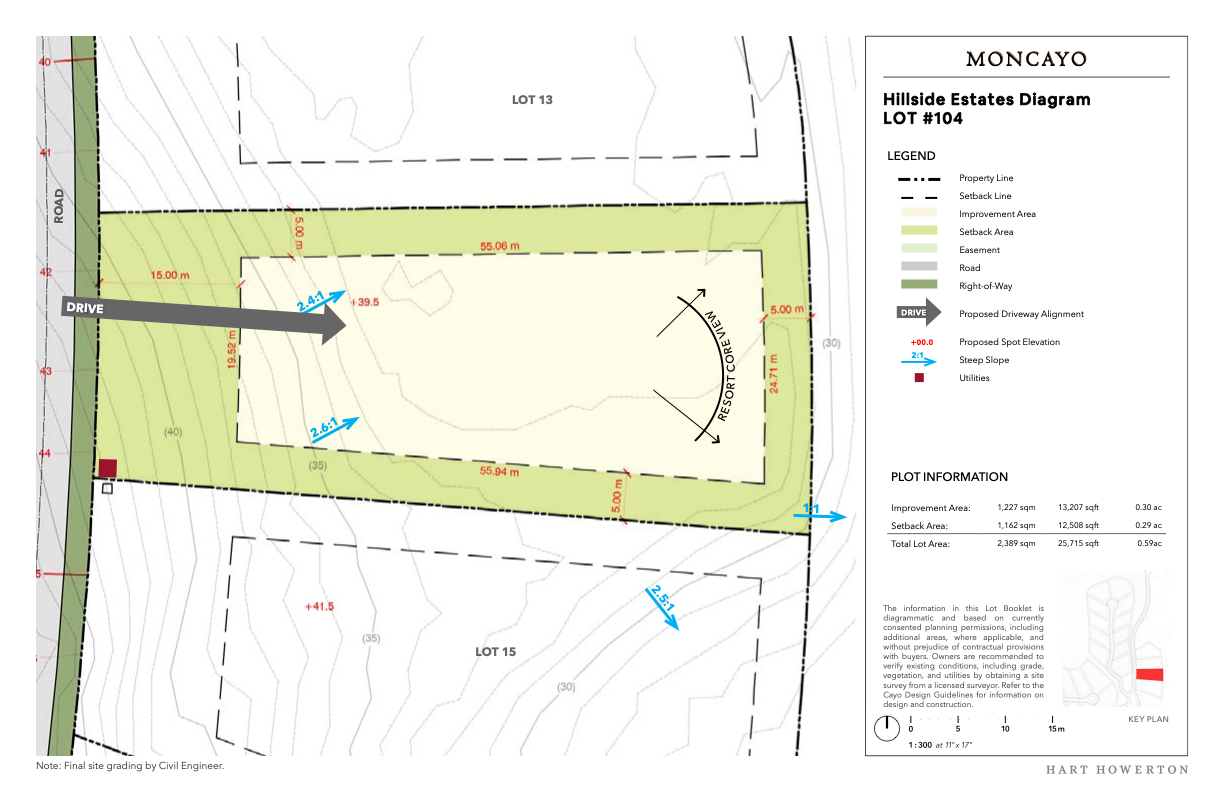 40
41
42
43
44
5
ROAD
LOT 13
5.00 m
55.06 m
15.00 m
DRIVE
2.4:1
+39.5
19.52 m
RESORT CORE VIEW
5.00 m
24.71 m
(30)
2.6:1
(40)
(35)
55.94 m
5.00 m
1:1
+41.5
2.5:1
(35)
LOT 15
(30)
Note: Final site grading by Civil Engineer.
MONCAYO
Hillside Estates Diagram
LOT #104
LEGEND
Property Line
Setback Line
Improvement Area
Setback Area
Easement
Road
Right-of-Way
DRIVE Proposed Driveway Alignment
+00.0 Proposed Spot Elevation
2:1 Steep Slope
Utilities
PLOT INFORMATION
Improvement Area: 1,227 sqm 13,207 sqft 0.30 ac
Setback Area: 1,162 sqm 12,508 sqft 0.29 ac
Total Lot Area: 2,389 sqm 25,715 sqft 0.59ac
The information in this Lot Booklet is
diagrammatic and based on currently
consented planning permissions, including
additional areas, where applicable, and
without prejudice of contractual provisions
with buyers. Owners are recommended to
verify existing conditions, including grade,
vegetation, and utilities by obtaining a site
survey from a licensed surveyor. Refer to the
Cayo Design Guidelines for information on
design and construction.
KEY PLAN
0 5 10 15m
1 : 300 at 11"x 17"
HART HOWERTON